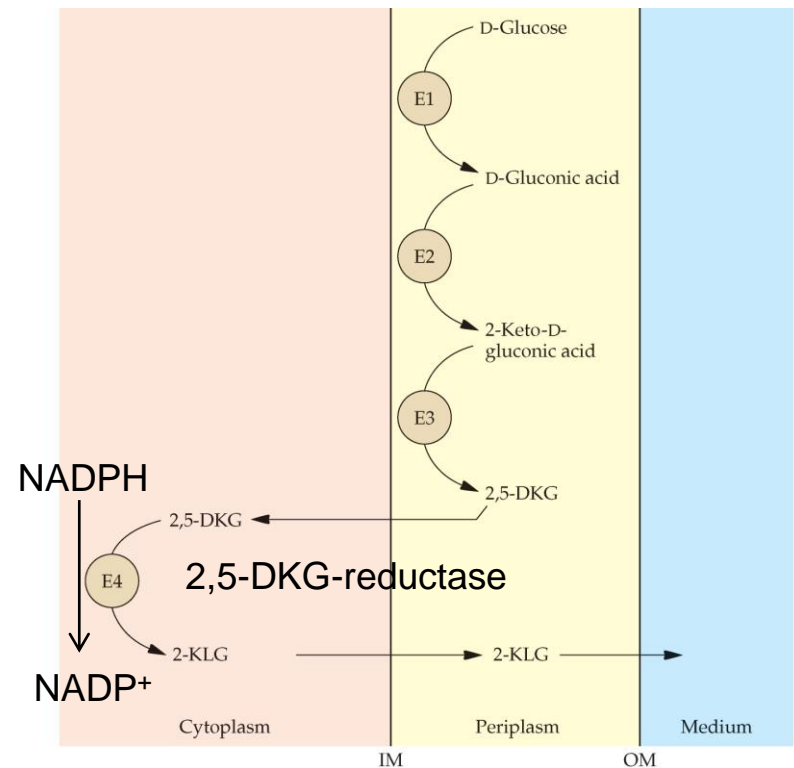 D-Glucose
E1
D-Gluconic acid
E2
2-Keto-D-
gluconic acid
E3
NADPH
2,5-DKG
2,5-DKG
E4
2,5-DKG-reductase
2-KLG
2-KLG
NADP⁺
Cytoplasm
Periplasm
Medium
IM
OM